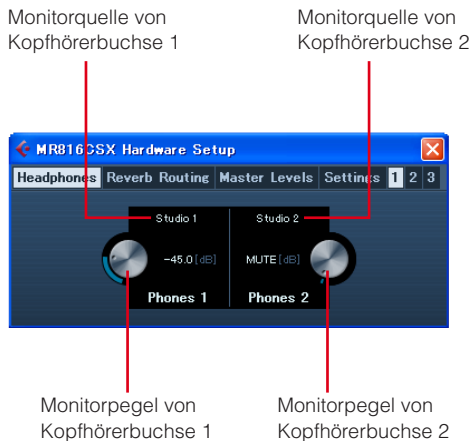 Monitorquelle von
Kopfhörerbuchse 1
Monitorquelle von
Kopfhörerbuchse 2
MR816CSX Hardware Setup
Headphones Reverb Routing Master Levels Settings 1 2 3
Studio 1
Studio 2
-45.0 [dB]
MUTE [dB]
Phones 1
Phones 2
Monitorpegel von
Kopfhörerbuchse 1
Monitorpegel von
Kopfhörerbuchse 2